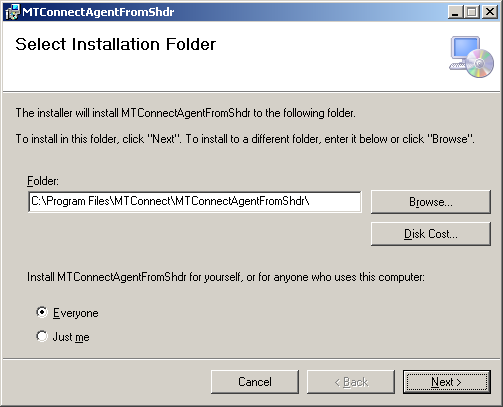 MTConnectAgentFromShdr
Select Installation Folder
The installer will install MTConnectAgentFromShdr to the following folder.
To install in this folder, click "Next". To install to a different folder, enter it below or click "Browse".
Folder:
C:\Program Files\MTConnect\MTConnectAgentFromShdr\
Browse...
Disk Cost...
Install MTConnectAgentFromShdr for yourself, or for anyone who uses this computer:
Everyone
Just me
Cancel
< Back
Next >